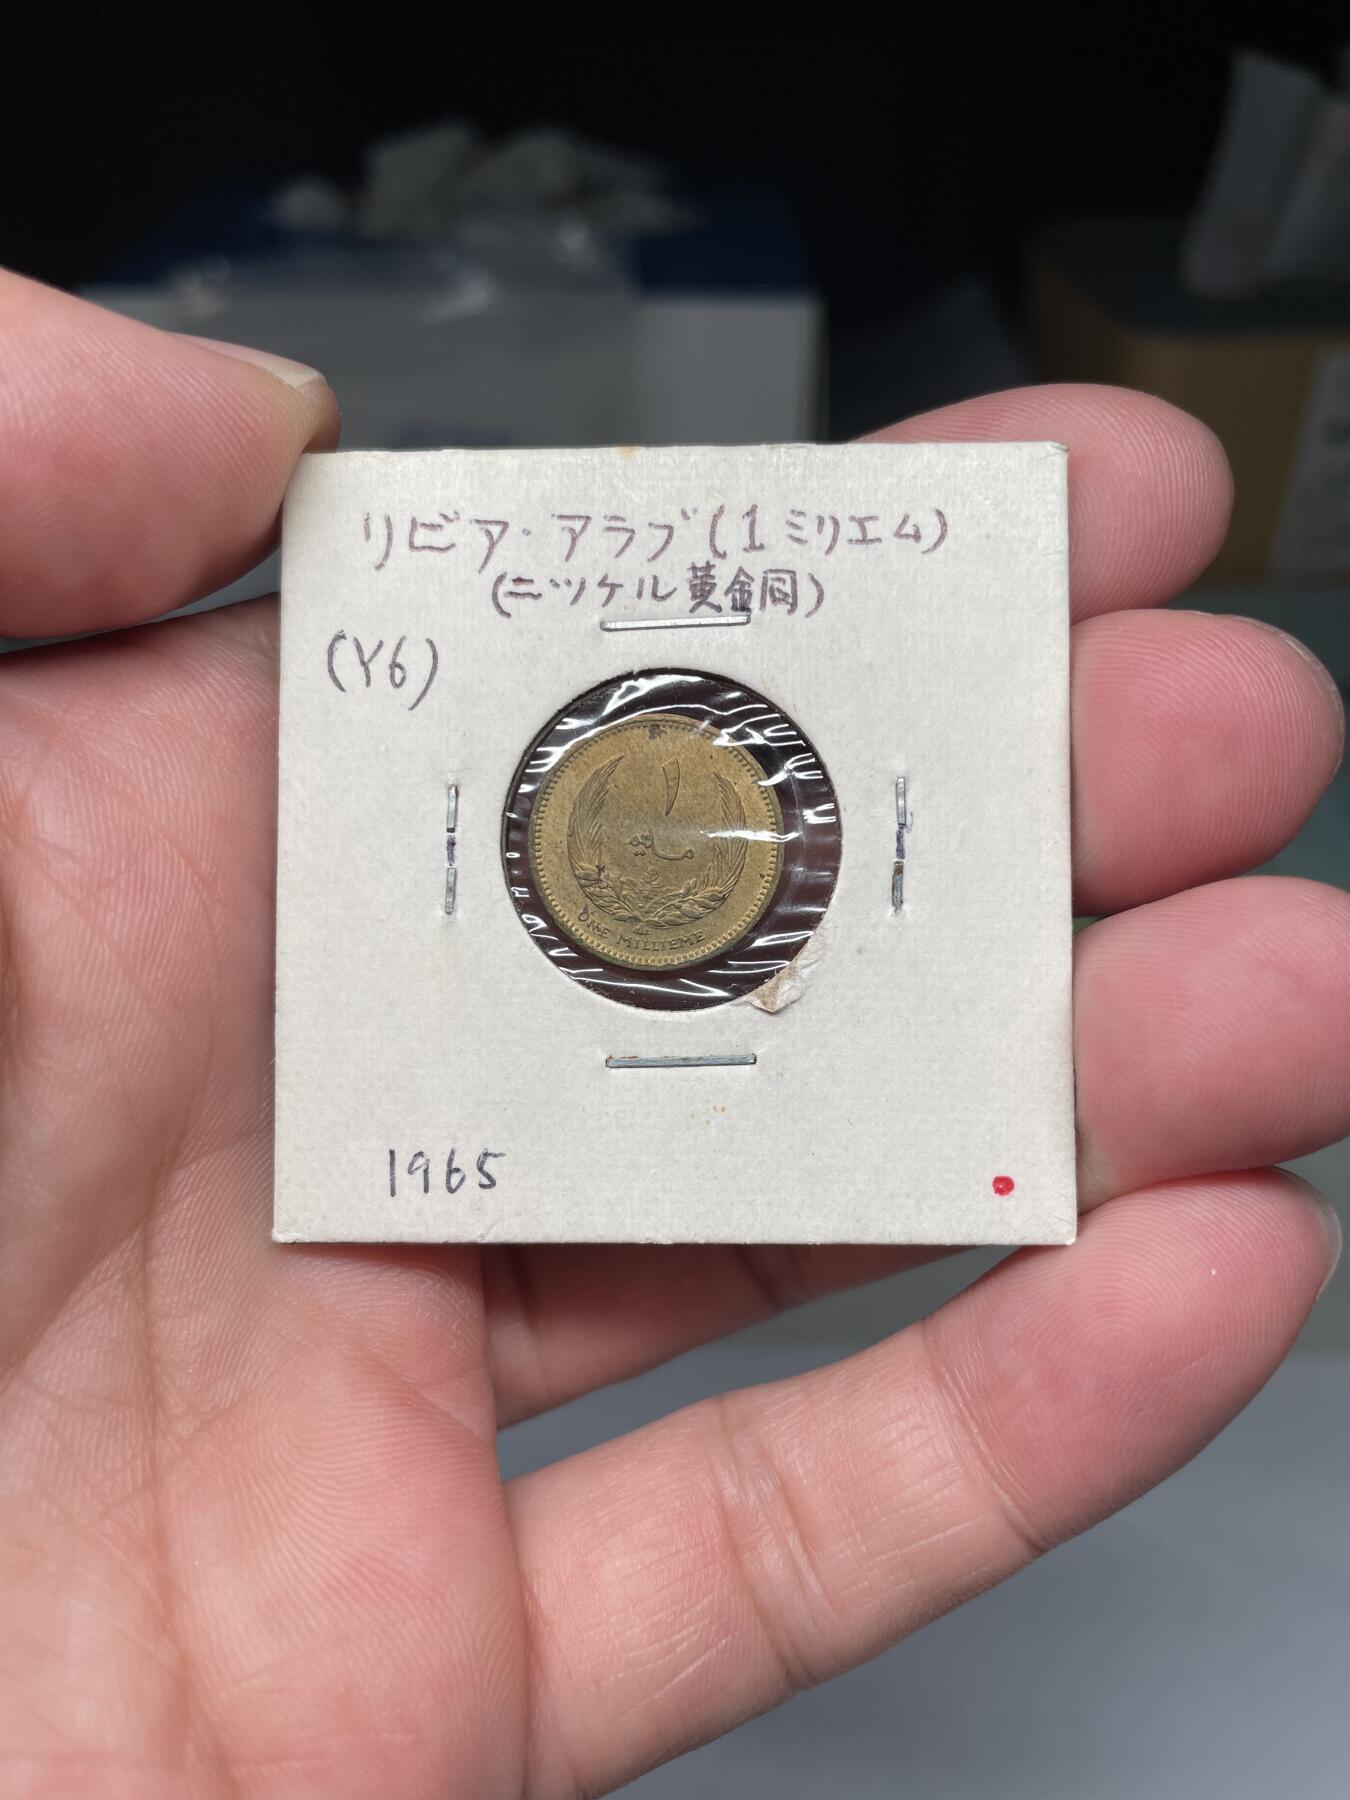 リビア・アラブ(1ミリエム)
(ニッケル黄金同)
(Y6)
١
مليم
ONE MILLIEME
1965